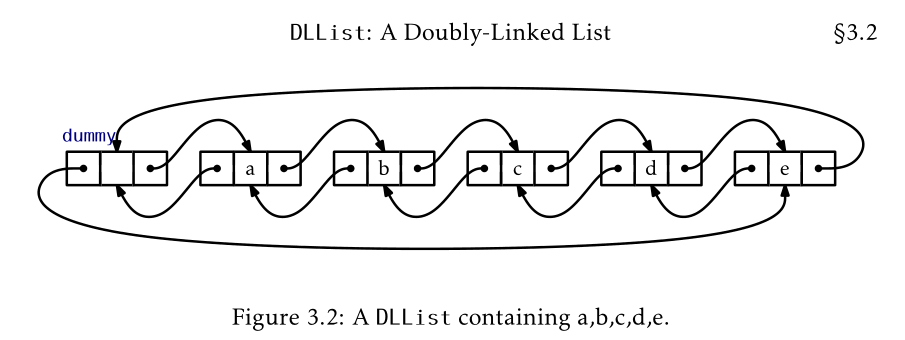 DLList: A Doubly-Linked List §3.2
dummy
a b c d e
Figure 3.2: A DLList containing a,b,c,d,e.